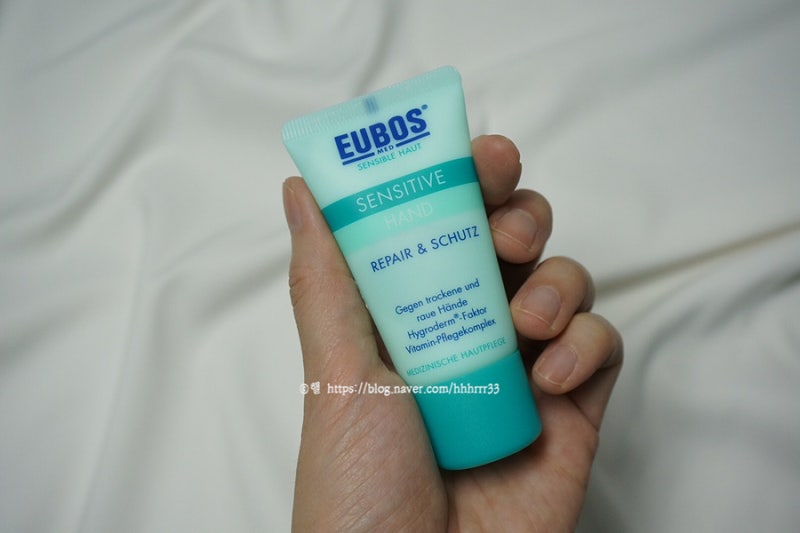 EUBOS®
MED
SENSIBLE HAUT
SENSITIVE
HAND
REPAIR & SCHUTZ
Gegen trockene und
raue Hände
Hygroderm®-Faktor
Vitamin-Pflegekomplex
MEDIZINISCHE HAUTPFLEGE
https://blog.naver.com/hhhrrr33